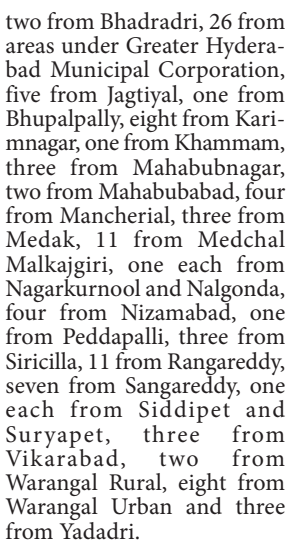 two from Bhadradri, 26 from
areas under Greater Hydera-
bad Municipal Corporation,
five from Jagtiyal, one from
Bhupalpally, eight from Kari-
mnagar, one from Khammam,
three from Mahabubnagar,
two from Mahabubabad, four
from Mancherial, three from
Medak, 11 from Medchal
Malkajgiri, one each from
Nagarkurnool and Nalgonda,
four from Nizamabad, one
from Peddapalli, three from
Siricilla, 11 from Rangareddy,
seven from Sangareddy, one
each from Siddipet and
Suryapet, three from
Vikarabad, two from
Warangal Rural, eight from
Warangal Urban and three
from Yadadri.